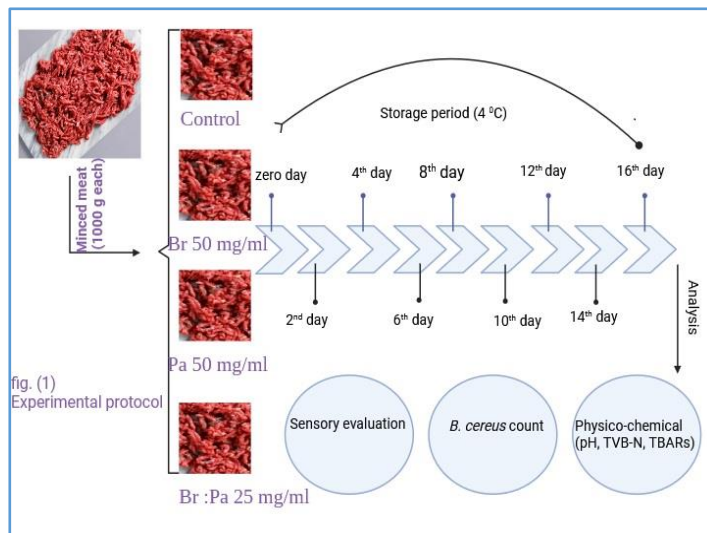 Minced meat
(1000 g each)
Control
Br 50 mg/ml
Pa 50 mg/ml
Br :Pa 25 mg/ml
Storage period (4 ⁰C)
zero day
4th day
8th day
12th day
16th day
2nd day
6th day
10th day
14th day
Analysis
Sensory evaluation
B. cereus count
Physico-chemical
(pH, TVB-N, TBARs)
fig. (1)
Experimental protocol